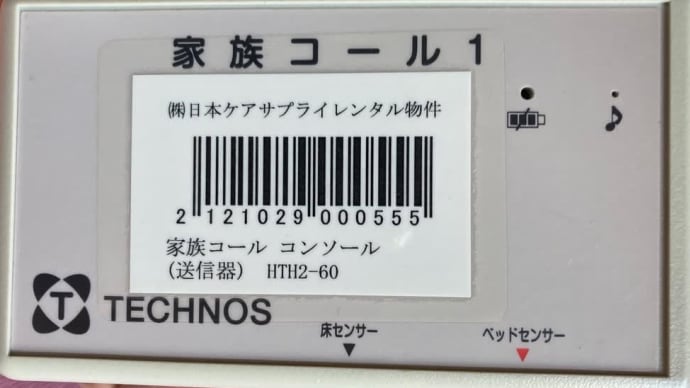 家族コール1
㈱日本ケアサプライレンタル物件
2 121029 000555
家族コール コンソール
(送信器) HTH2-60
TECHNOS
床センサー
▼
ベッドセンサー
▼